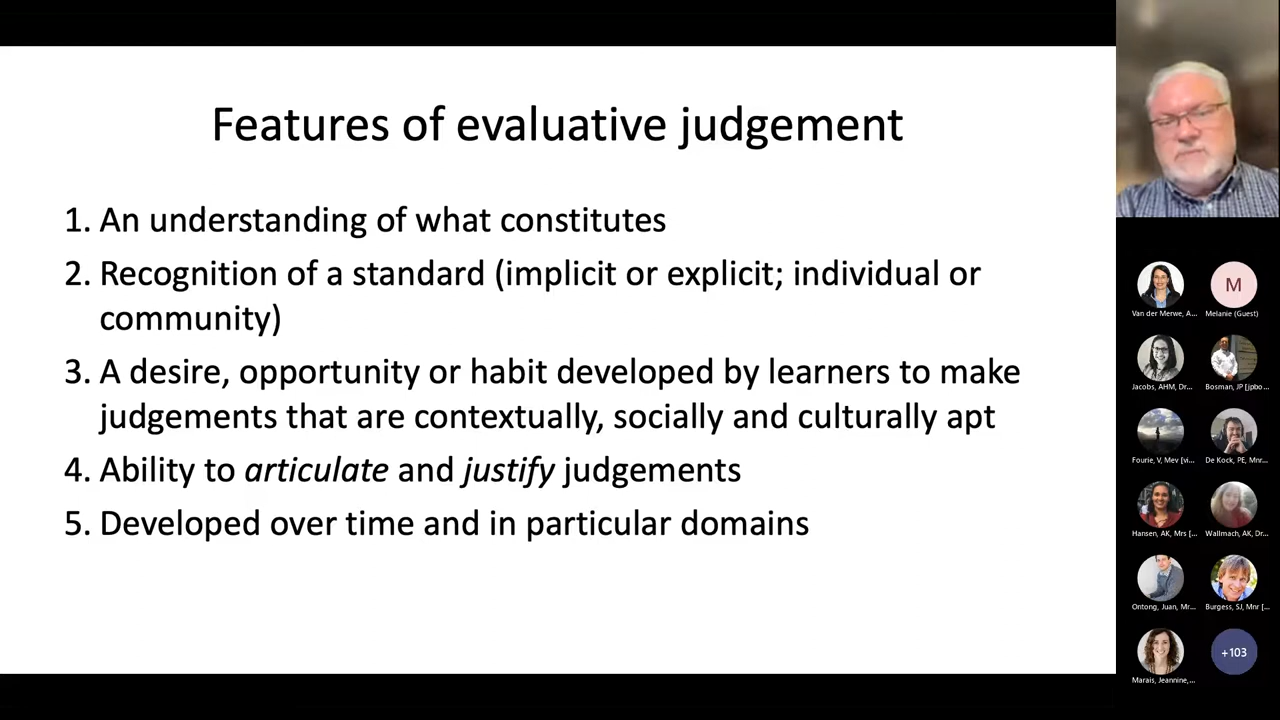 Features of evaluative judgement
1. An understanding of what constitutes
2. Recognition of a standard (implicit or explicit; individual or
community)
3. A desire, opportunity or habit developed by learners to make
judgements that are contextually, socially and culturally apt
4. Ability to articulate and justify judgements
5. Developed over time and in particular domains
M
Van der Merwe, A...
Melanie (Guest)
Jacobs, AHM, Dr...
Bosman, JP [jpbo...
Fourie, V, Mev [vi...
De Kock, PE, Mnr...
Hansen, AK, Mrs [...
Wallmach, AK, Dr...
Ontong, Juan, Mr...
Burgess, SJ, Mnr [...
+103
Marais, Jeannine,...